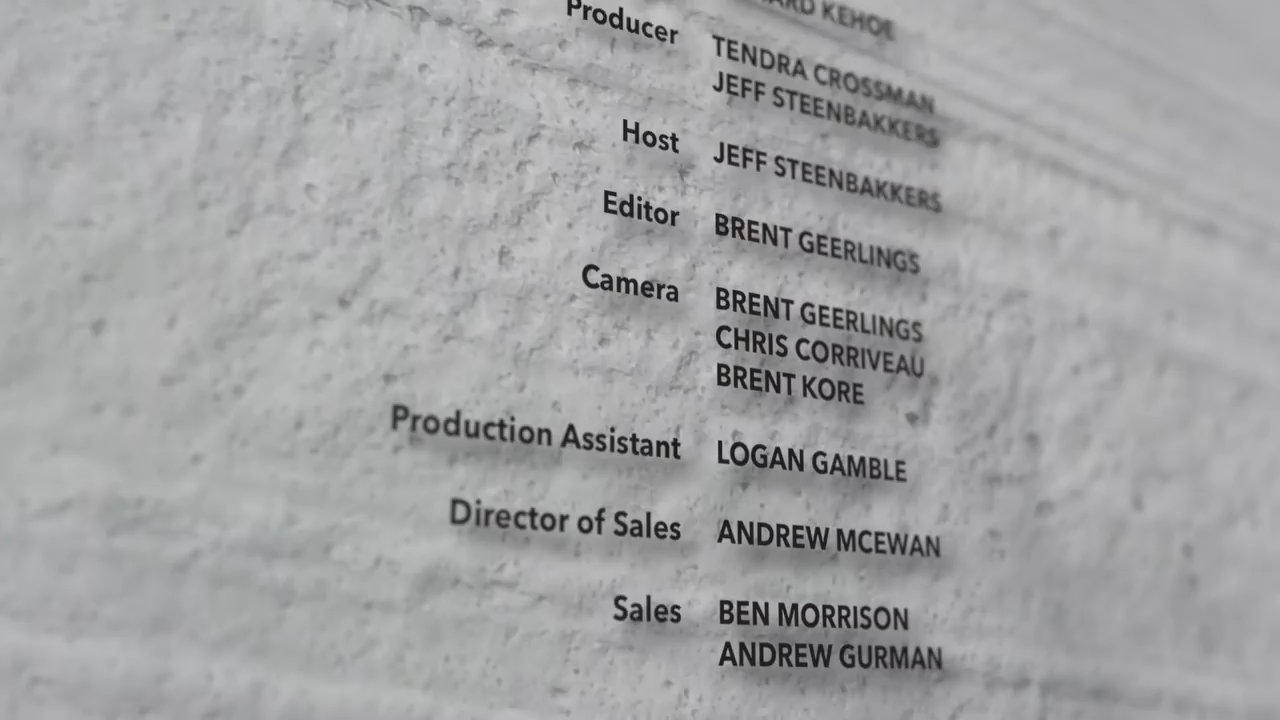 KEHOE
Producer TENDRA CROSSMAN
JEFF STEENBAKKERS
Host JEFF STEENBAKKERS
Editor BRENT GEERLINGS
Camera BRENT GEERLINGS
CHRIS CORRIVEAU
BRENT KORE
Production Assistant LOGAN GAMBLE
Director of Sales ANDREW MCEWAN
Sales BEN MORRISON
ANDREW GURMAN